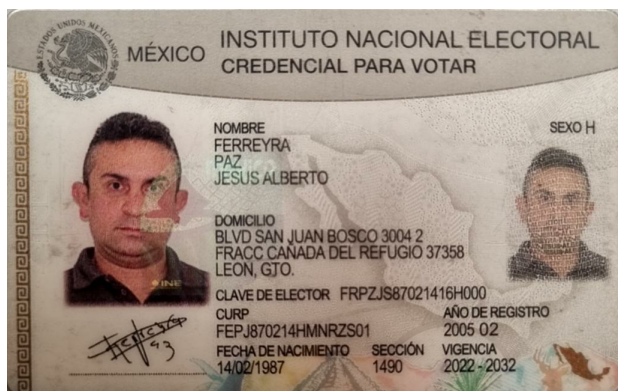 ESTADOS UNIDOS MEXICANOS
MÉXICO INSTITUTO NACIONAL ELECTORAL
CREDENCIAL PARA VOTAR
NOMBRE SEXO H
FERREYRA
PAZ
JESUS ALBERTO
DOMICILIO
BLVD SAN JUAN BOSCO 3004 2
FRACC CAÑADA DEL REFUGIO 37358
LEON, GTO.
INE
CLAVE DE ELECTOR FRPZJS87021416H000
CURP AÑO DE REGISTRO
FEPJ870214HMNRZS01 2005 02
FECHA DE NACIMIENTO SECCIÓN VIGENCIA
14/02/1987 1490 2022 - 2032